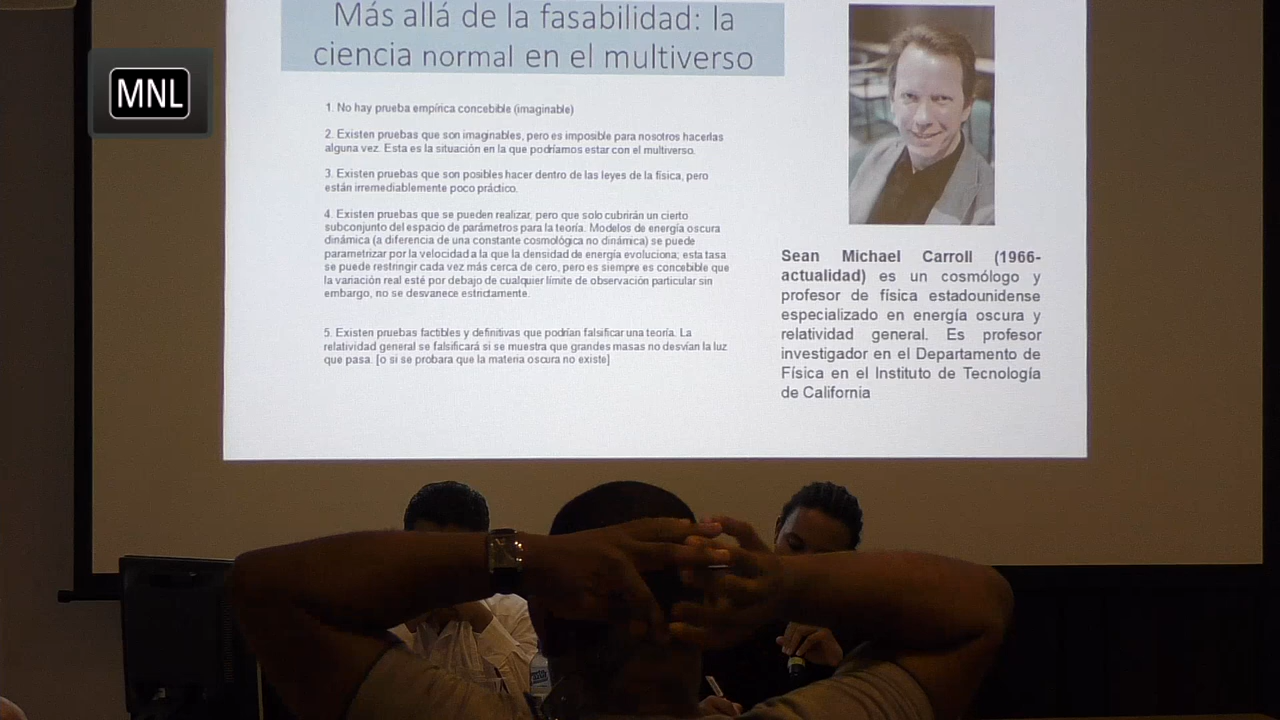 Más allá de la fasabilidad: la
ciencia normal en el multiverso
MNL
1. No hay prueba empírica concebible (imaginable)
2. Existen pruebas que son imaginables, pero es imposible para nosotros hacerlas
alguna vez. Esta es la situación en la que podríamos estar con el multiverso.
3. Existen pruebas que son posibles hacer dentro de las leyes de la física, pero
están irremediablemente poco práctico.
4. Existen pruebas que se pueden realizar, pero que solo cubrirán un cierto
subconjunto del espacio de parámetros para la teoría. Modelos de energía oscura
dinámica (a diferencia de una constante cosmológica no dinámica) se puede
parametrizar por la velocidad a la que la densidad de energía evoluciona; esta tasa
se puede restringir cada vez más cerca de cero, pero es siempre es concebible que
la variación real esté por debajo de cualquier límite de observación particular sin
embargo, no se desvanece estrictamente.
5. Existen pruebas factibles y definitivas que podrían falsificar una teoría. La
relatividad general se falsificará si se muestra que grandes masas no desvían la luz
que pasa. [o si se probara que la materia oscura no existe]
Sean Michael Carroll (1966-
actualidad) es un cosmólogo y
profesor de física estadounidense
especializado en energía oscura y
relatividad general. Es profesor
investigador en el Departamento de
Física en el Instituto de Tecnología
de California